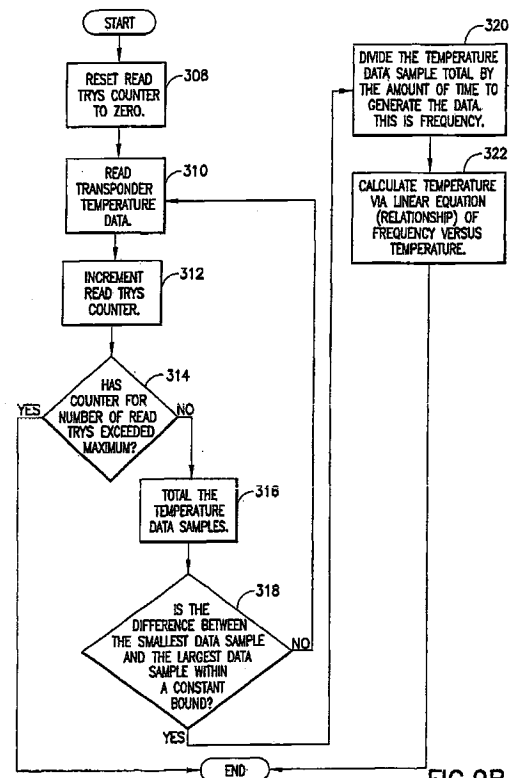 START
RESET READ
TRYS COUNTER
TO ZERO.
308
READ
TRANSPONDER
TEMPERATURE
DATA.
310
INCREMENT
READ TRYS
COUNTER.
312
HAS
COUNTER FOR
NUMBER OF READ
TRYS EXCEEDED
MAXIMUM?
314
YES
NO
TOTAL THE
TEMPERATURE
DATA SAMPLES.
316
IS THE
DIFFERENCE BETWEEN
THE SMALLEST DATA SAMPLE
AND THE LARGEST DATA
SAMPLE WITHIN
A CONSTANT
BOUND?
318
NO
YES
320
DIVIDE THE TEMPERATURE
DATA SAMPLE TOTAL BY
THE AMOUNT OF TIME TO
GENERATE THE DATA.
THIS IS FREQUENCY.
322
CALCULATE TEMPERATURE
VIA LINEAR EQUATION
(RELATIONSHIP) OF
FREQUENCY VERSUS
TEMPERATURE.
END
FIG.9B